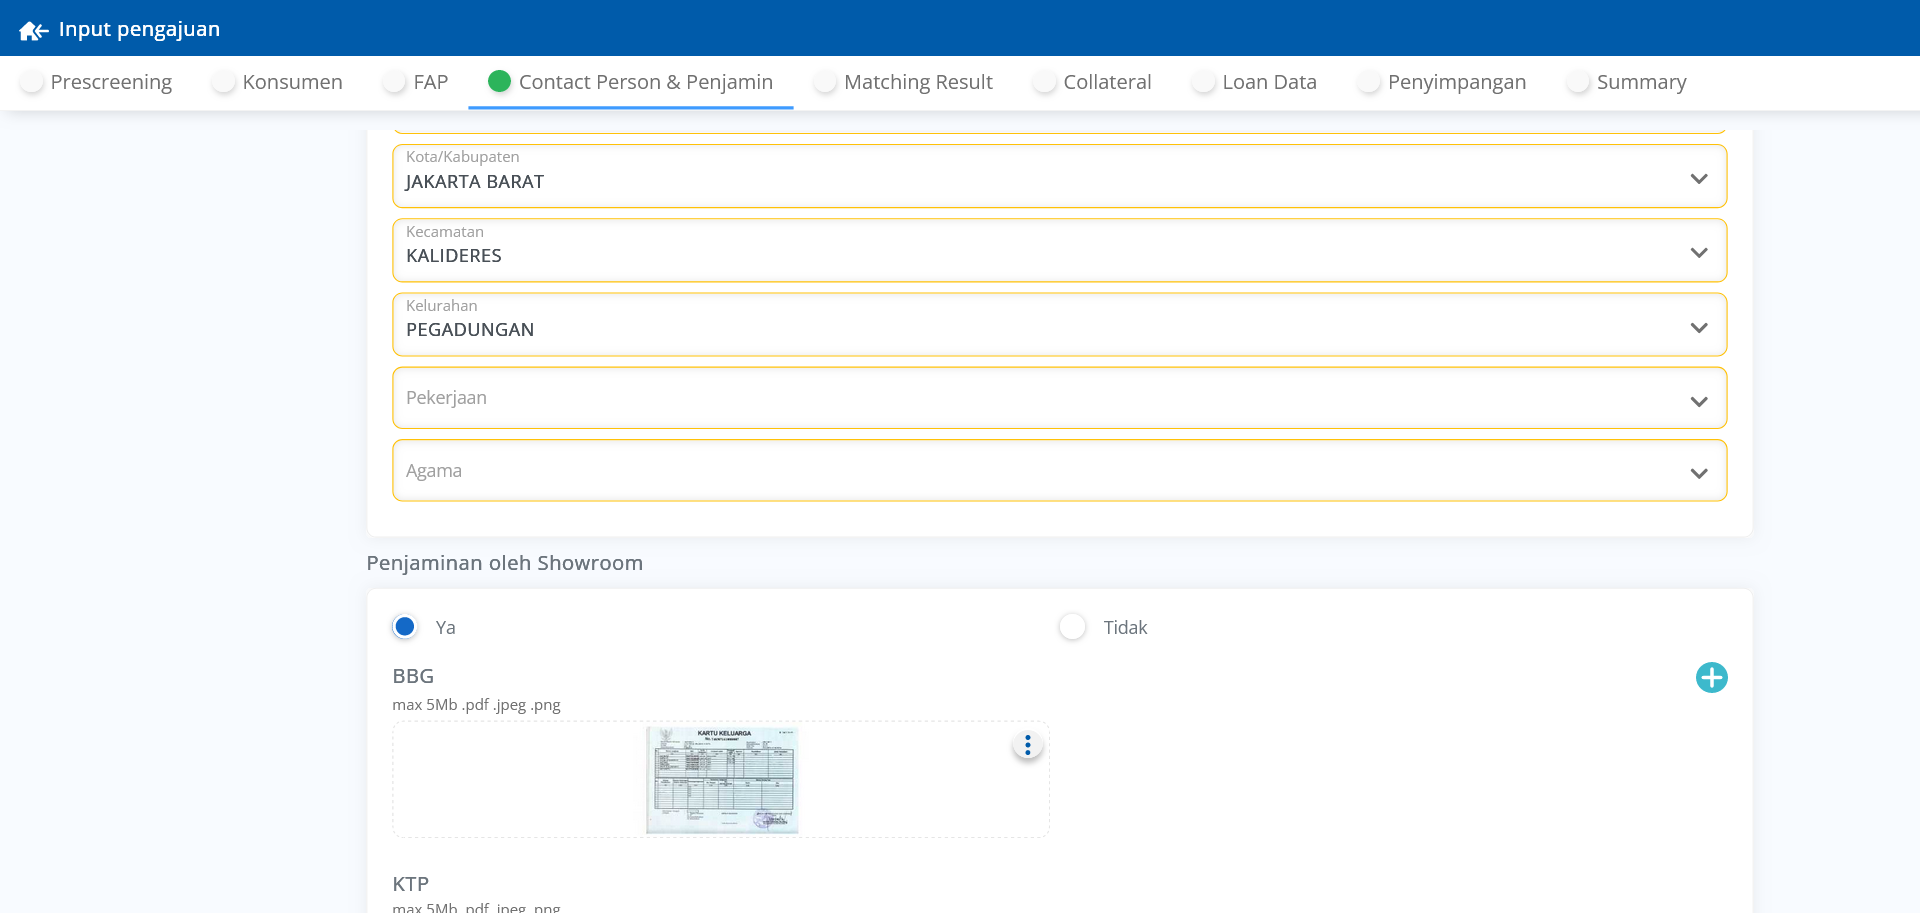 Input pengajuan
Prescreening Konsumen FAP Contact Person & Penjamin Matching Result Collateral Loan Data Penyimpangan Summary
Kota/Kabupaten
JAKARTA BARAT
Kecamatan
KALIDERES
Kelurahan
PEGADUNGAN
Pekerjaan
Agama
Penjaminan oleh Showroom
Ya Tidak
BBG
max 5Mb .pdf .jpeg .png
KARTU KELUARGA
KTP
max 5Mb .pdf .jpeg .png